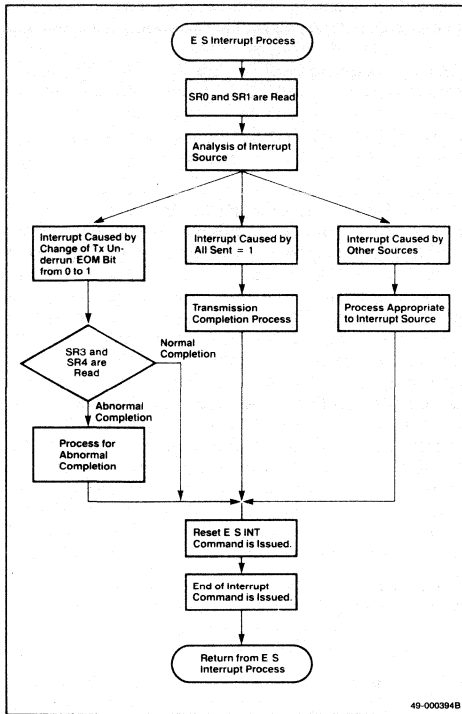 E S Interrupt Process
SR0 and SR1 are Read
Analysis of Interrupt
Source
Interrupt Caused by
Change of Tx Un-
derrun/EOM Bit
from 0 to 1
Interrupt Caused by
All Sent = 1
Interrupt Caused by
Other Sources
Transmission
Completion Process
Process Appropriate
to Interrupt Source
SR3 and
SR4 are
Read
Normal
Completion
Abnormal
Completion
Process for
Abnormal
Completion
Reset E S INT
Command is Issued.
End of Interrupt
Command is Issued.
Return from E S
Interrupt Process
49-000394B